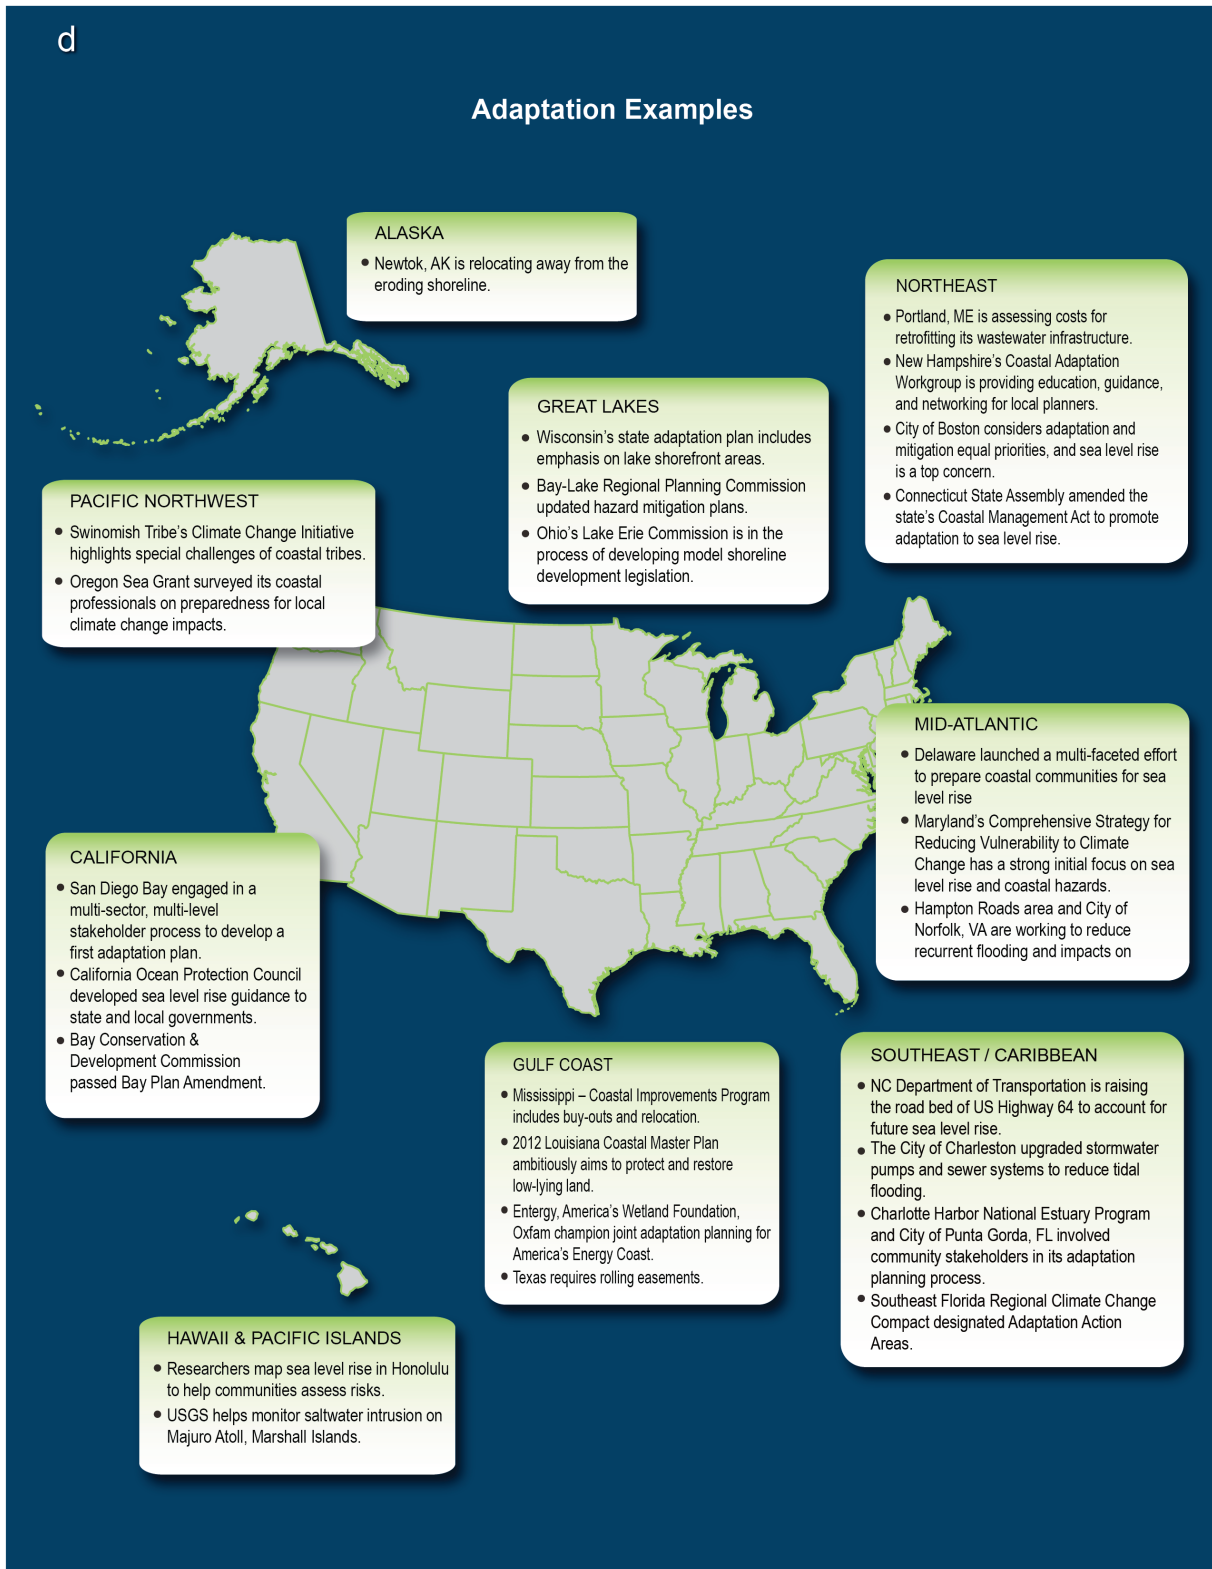 d
Adaptation Examples
ALASKA
• Newtok, AK is relocating away from the
eroding shoreline.
NORTHEAST
• Portland, ME is assessing costs for
retrofitting its wastewater infrastructure.
• New Hampshire's Coastal Adaptation
Workgroup is providing education, guidance,
and networking for local planners.
• City of Boston considers adaptation and
mitigation equal priorities, and sea level rise
is a top concern.
• Connecticut State Assembly amended the
state's Coastal Management Act to promote
adaptation to sea level rise.
GREAT LAKES
• Wisconsin's state adaptation plan includes
emphasis on lake shorefront areas.
• Bay-Lake Regional Planning Commission
updated hazard mitigation plans.
• Ohio's Lake Erie Commission is in the
process of developing model shoreline
development legislation.
PACIFIC NORTHWEST
• Swinomish Tribe's Climate Change Initiative
highlights special challenges of coastal tribes.
• Oregon Sea Grant surveyed its coastal
professionals on preparedness for local
climate change impacts.
MID-ATLANTIC
• Delaware launched a multi-faceted effort
to prepare coastal communities for sea
level rise
• Maryland's Comprehensive Strategy for
Reducing Vulnerability to Climate
Change has a strong initial focus on sea
level rise and coastal hazards.
• Hampton Roads area and City of
Norfolk, VA are working to reduce
recurrent flooding and impacts on
CALIFORNIA
• San Diego Bay engaged in a
multi-sector, multi-level
stakeholder process to develop a
first adaptation plan.
• California Ocean Protection Council
developed sea level rise guidance to
state and local governments.
• Bay Conservation &
Development Commission
passed Bay Plan Amendment.
GULF COAST
• Mississippi – Coastal Improvements Program
includes buy-outs and relocation.
• 2012 Louisiana Coastal Master Plan
ambitiously aims to protect and restore
low-lying land.
• Entergy, America's Wetland Foundation,
Oxfam champion joint adaptation planning for
America's Energy Coast.
• Texas requires rolling easements.
SOUTHEAST / CARIBBEAN
• NC Department of Transportation is raising
the road bed of US Highway 64 to account for
future sea level rise.
• The City of Charleston upgraded stormwater
pumps and sewer systems to reduce tidal
flooding.
• Charlotte Harbor National Estuary Program
and City of Punta Gorda, FL involved
community stakeholders in its adaptation
planning process.
• Southeast Florida Regional Climate Change
Compact designated Adaptation Action
Areas.
HAWAII & PACIFIC ISLANDS
• Researchers map sea level rise in Honolulu
to help communities assess risks.
• USGS helps monitor saltwater intrusion on
Majuro Atoll, Marshall Islands.